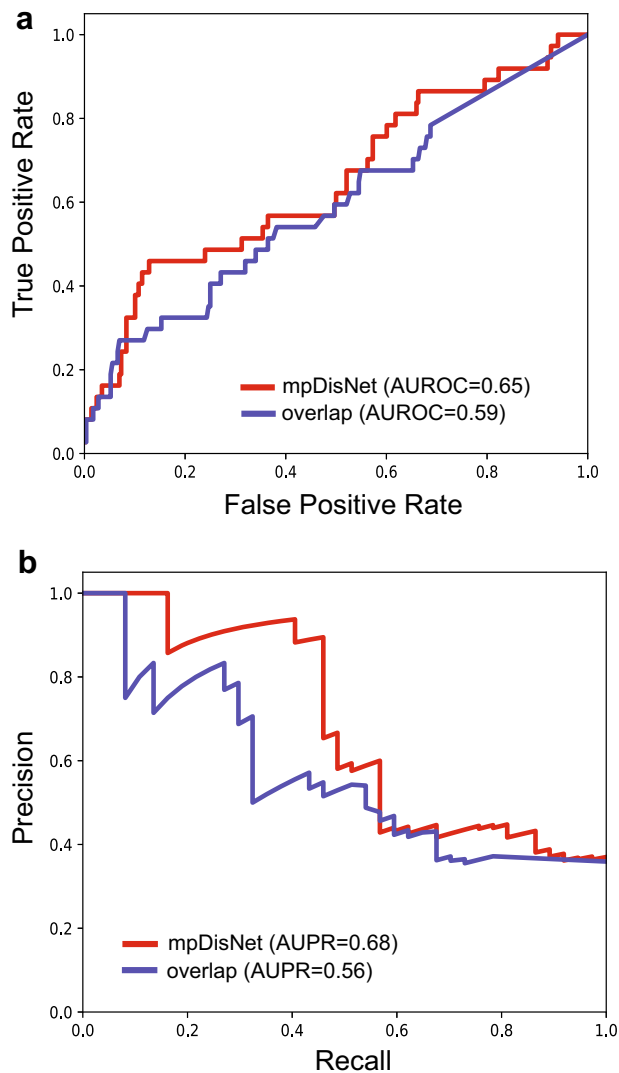 a
True Positive Rate
1.0
0.8
0.6
0.4
0.2
0.0
mpDisNet (AUROC=0.65)
overlap (AUROC=0.59)
0.0 0.2 0.4 0.6 0.8 1.0
False Positive Rate
b
Precision
1.0
0.8
0.6
0.4
0.2
0.0
mpDisNet (AUPR=0.68)
overlap (AUPR=0.56)
0.0 0.2 0.4 0.6 0.8 1.0
Recall